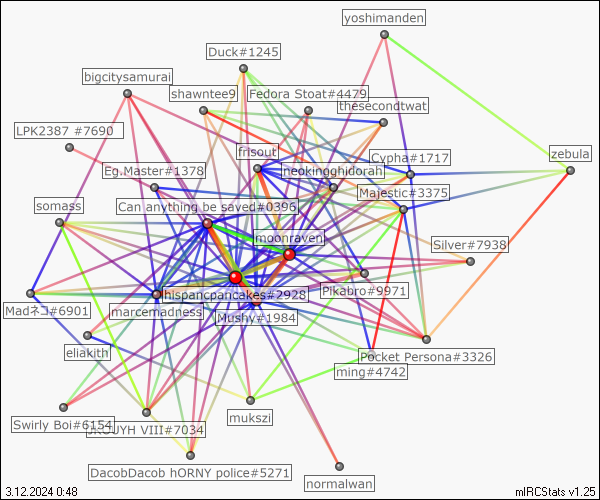 yoshimanden
Duck#1245
bigcitysamurai
shawntee9
Fedora Stoat#4479
thesecondtwat
LPK2387 #7690
frisout
Cypha#1717
zebula
Eg.Master#1378
neokingghidorah
Majestic#3375
somass
Can anything be saved#0396
moonraven
Silver#7938
Pikabro#9971
hispancpancakes#2928
Madネコ#6901
marcemadness
Mushy#1984
eliakith
Pocket Persona#3326
ming#4742
Swirly Boi#6154
VIII#7034
mukszi
DacobDacob hORNY police#5271
normalwan
3.12.2024 0:48
mIRCStats v1.25